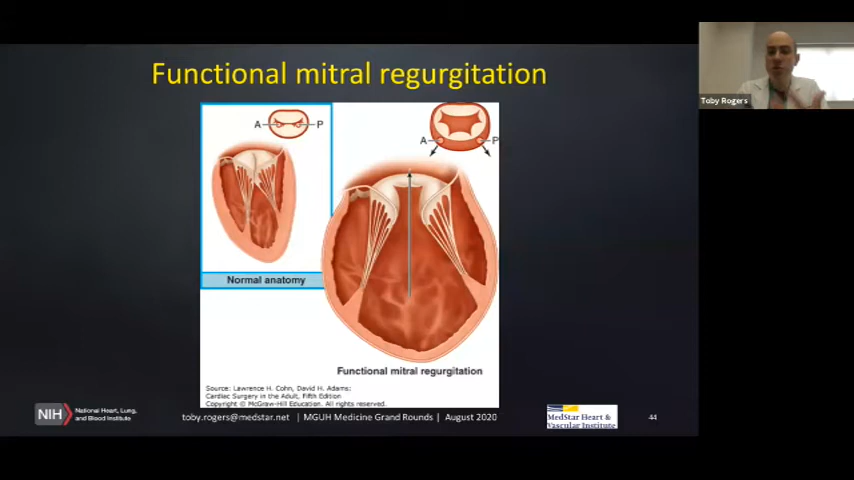 Functional mitral regurgitation
Toby Rogers
A
P
A
P
Normal anatomy
Functional mitral regurgitation
Source: Lawrence H. Cohn, David H. Adams:
Cardiac Surgery in the Adult, Fifth Edition
Copyright © McGraw-Hill Education. All rights reserved.
NIH
National Heart, Lung,
and Blood Institute
toby.rogers@medstar.net | MGUH Medicine Grand Rounds | August 2020
MedStar Heart &
Vascular Institute
44